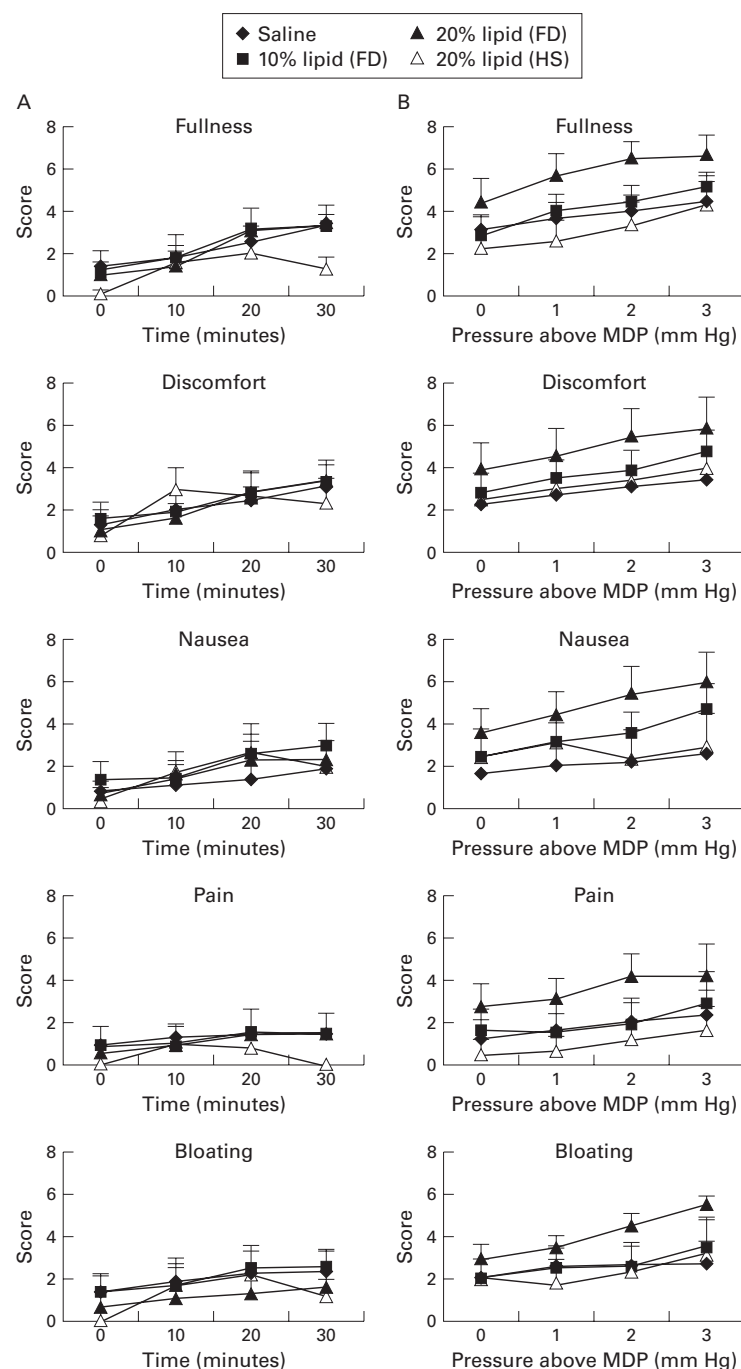 Saline
20% lipid (FD)
10% lipid (FD)
20% lipid (HS)
A
B
Fullness
8
6
4
2
0
Score
0 10 20 30
Time (minutes)
Fullness
8
6
4
2
0
Score
0 1 2 3
Pressure above MDP (mm Hg)
Discomfort
8
6
4
2
0
Score
0 10 20 30
Time (minutes)
Discomfort
8
6
4
2
0
Score
0 1 2 3
Pressure above MDP (mm Hg)
Nausea
8
6
4
2
0
Score
0 10 20 30
Time (minutes)
Nausea
8
6
4
2
0
Score
0 1 2 3
Pressure above MDP (mm Hg)
Pain
8
6
4
2
0
Score
0 10 20 30
Time (minutes)
Pain
8
6
4
2
0
Score
0 1 2 3
Pressure above MDP (mm Hg)
Bloating
8
6
4
2
0
Score
0 10 20 30
Time (minutes)
Bloating
8
6
4
2
0
Score
0 1 2 3
Pressure above MDP (mm Hg)